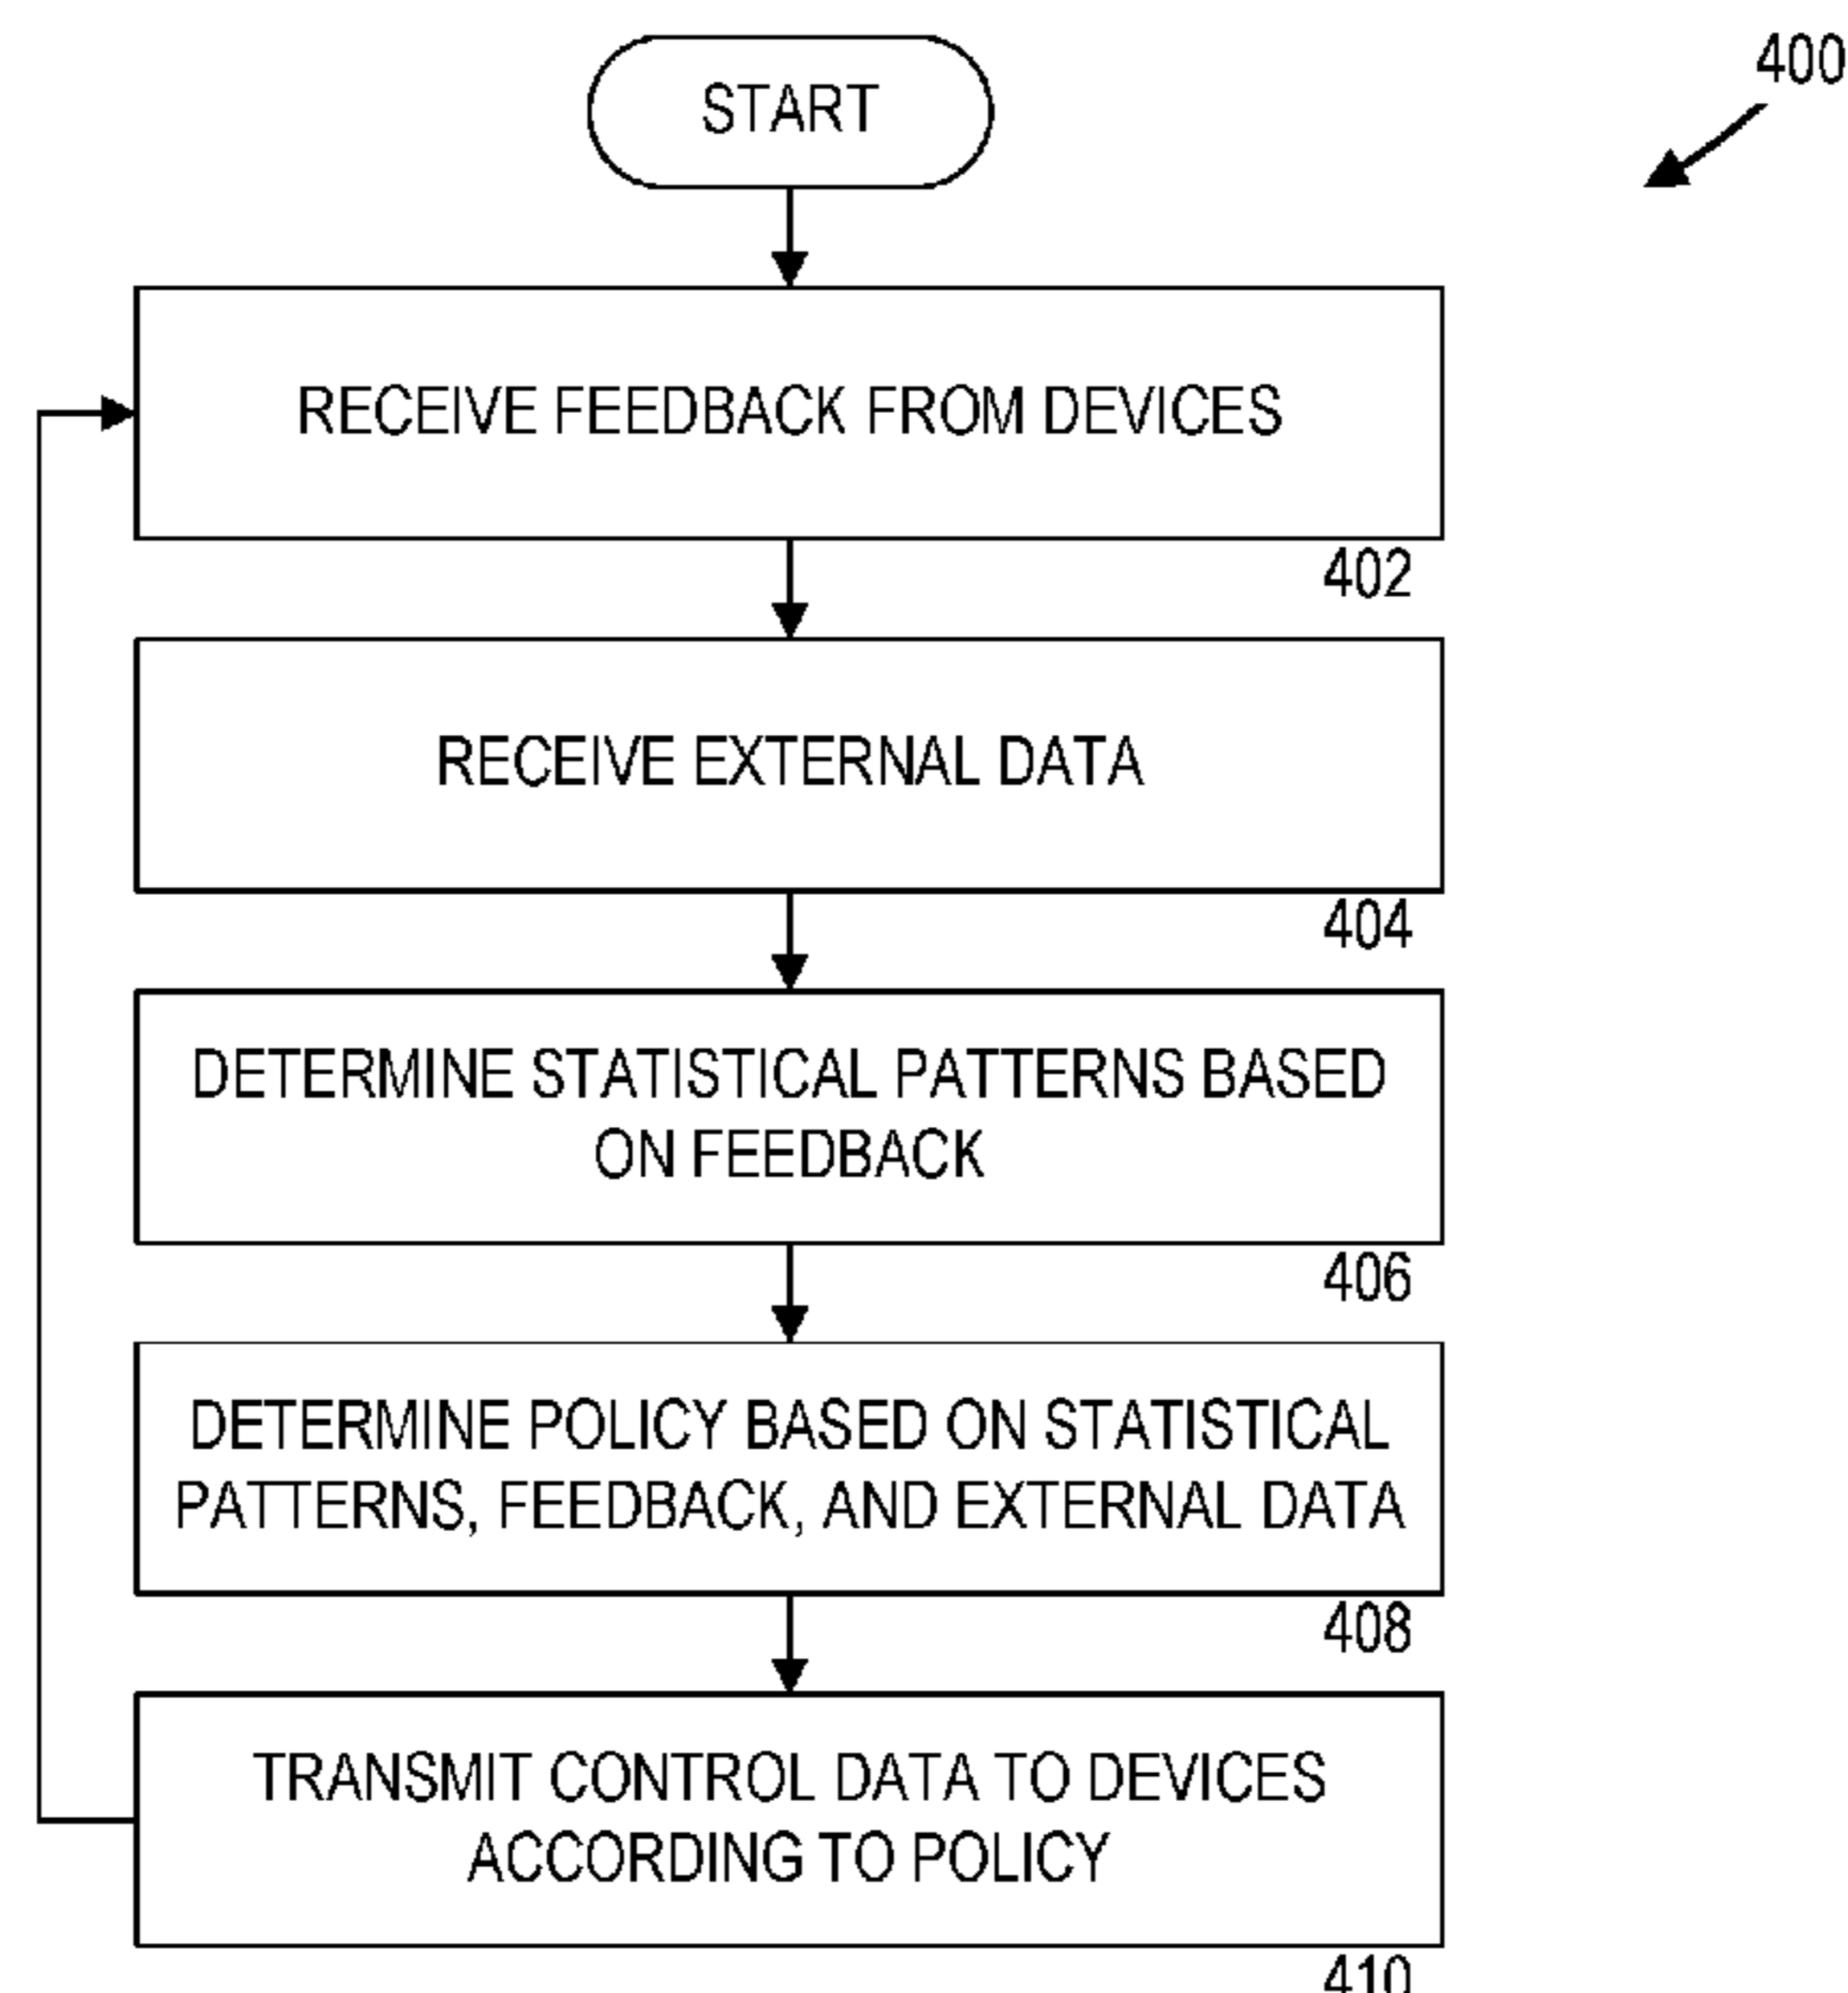 400
START
RECEIVE FEEDBACK FROM DEVICES
402
RECEIVE EXTERNAL DATA
404
DETERMINE STATISTICAL PATTERNS BASED
ON FEEDBACK
406
DETERMINE POLICY BASED ON STATISTICAL
PATTERNS, FEEDBACK, AND EXTERNAL DATA
408
TRANSMIT CONTROL DATA TO DEVICES
ACCORDING TO POLICY
410